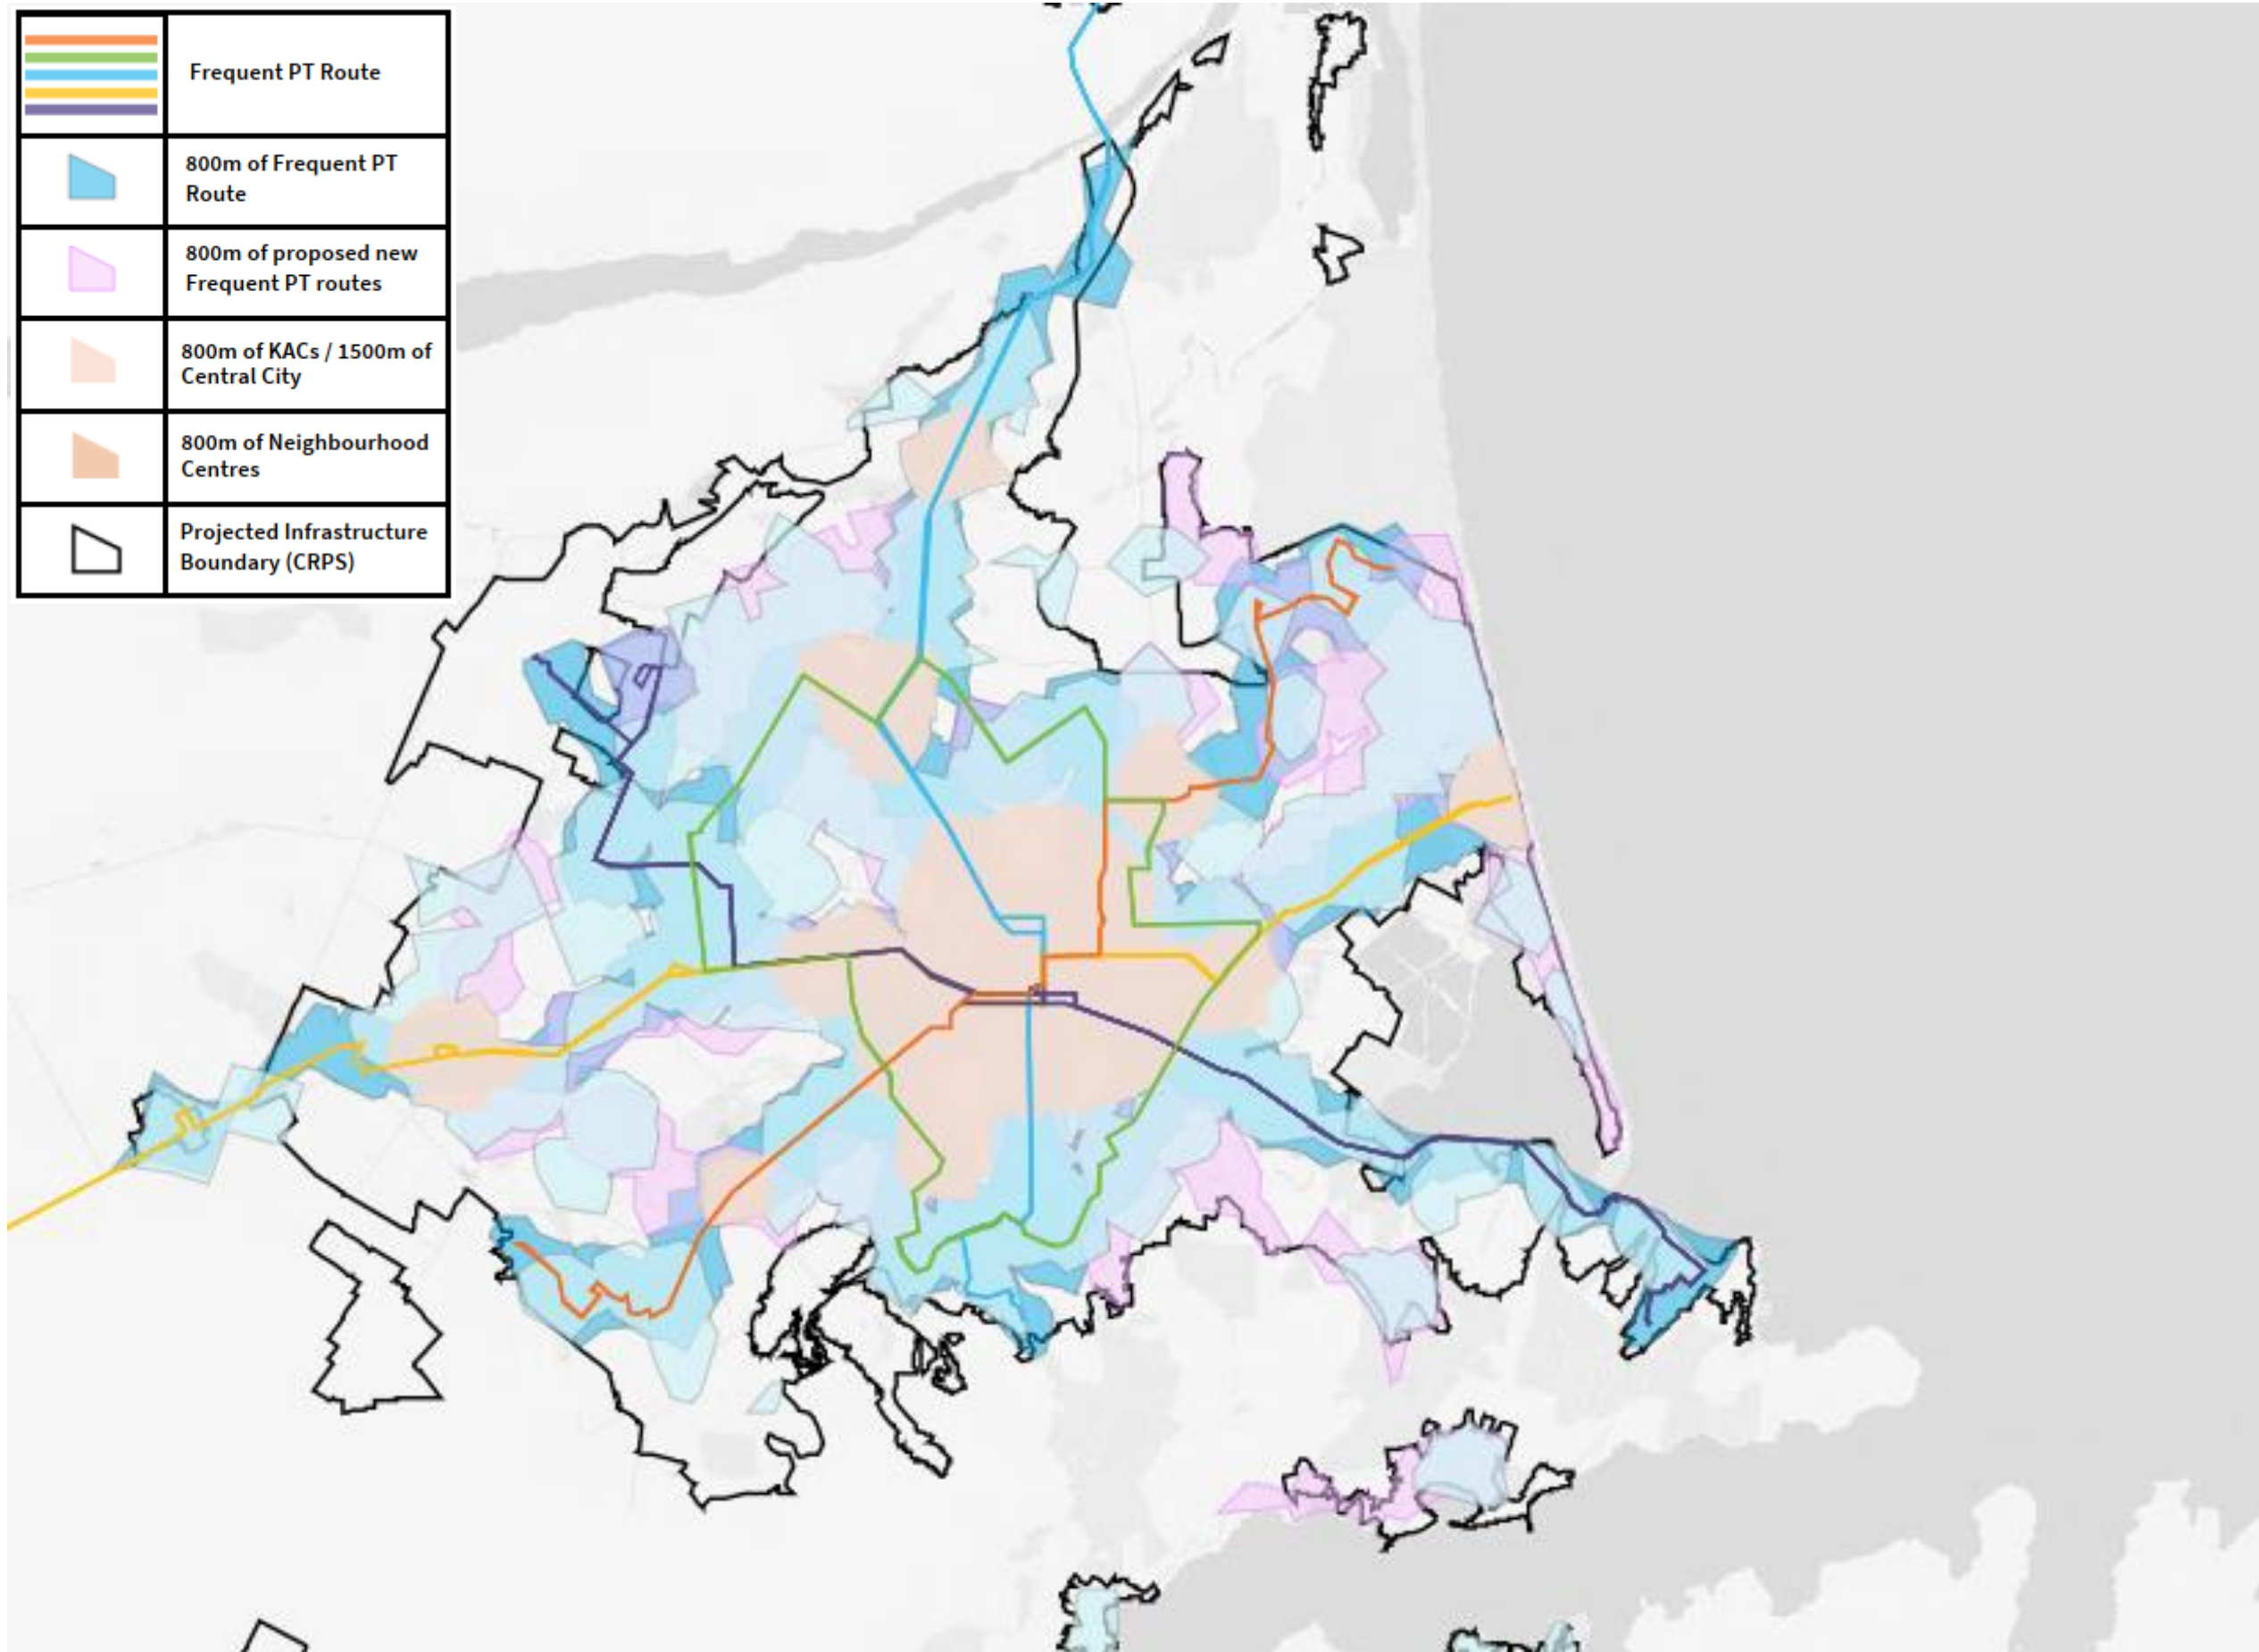 Frequent PT Route
800m of Frequent PT
Route
800m of proposed new
Frequent PT routes
800m of KACs / 1500m of
Central City
800m of Neighbourhood
Centres
Projected Infrastructure
Boundary (CRPS)